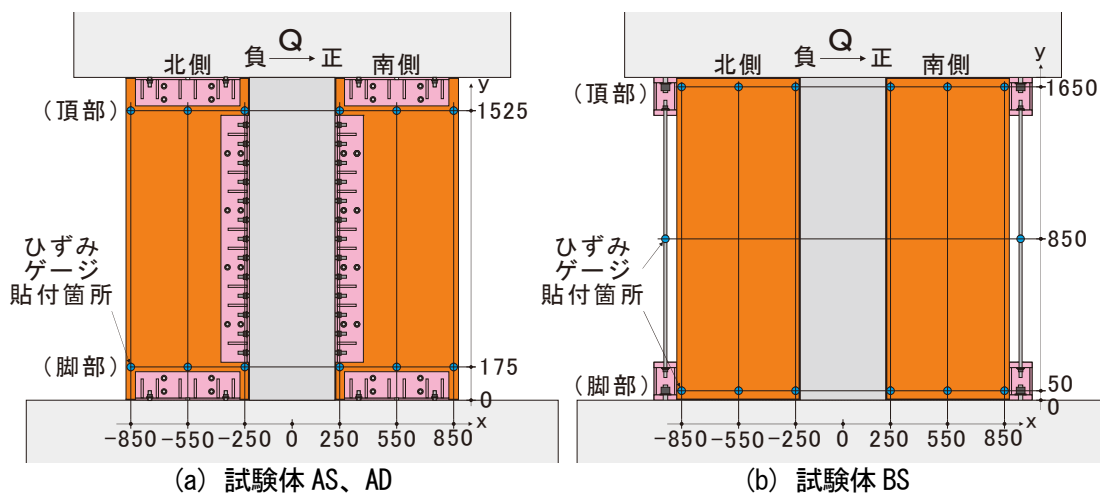 Q
負 正
北側 南側
y
(頂部)
1525
ひずみ
ゲージ
貼付箇所
(脚部)
175
0
x
-850 -550 -250 0 250 550 850
(a) 試験体 AS、AD
Q
負 正
北側 南側
y
(頂部)
1650
ひずみ
ゲージ
貼付箇所
850
(脚部)
50
0
x
-850 -550 -250 0 250 550 850
(b) 試験体 BS